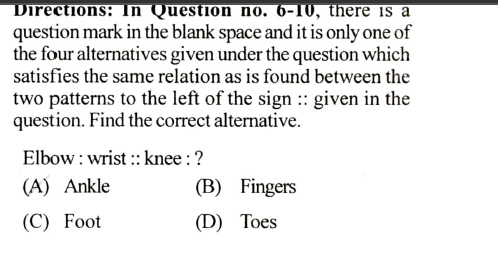 Directions: In Question no. 6-10, there is a
question mark in the blank space and it is only one of
the four alternatives given under the question which
satisfies the same relation as is found between the
two patterns to the left of the sign :: given in the
question. Find the correct alternative.
Elbow : wrist :: knee : ?
(A) Ankle (B) Fingers
(C) Foot (D) Toes